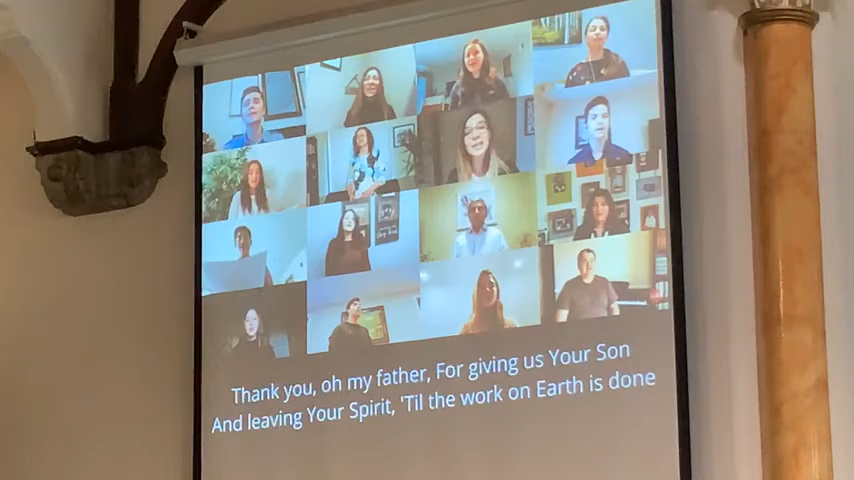 Thank you, oh my father, For giving us Your Son
And leaving Your Spirit, 'Til the work on Earth is done